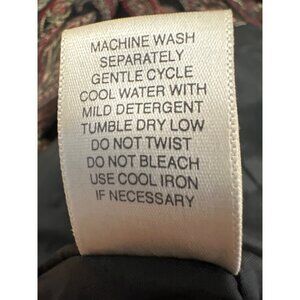 MACHINE WASH
SEPARATELY
GENTLE CYCLE
COOL WATER WITH
MILD DETERGENT
TUMBLE DRY LOW
DO NOT TWIST
DO NOT BLEACH
USE COOL IRON
IF NECESSARY